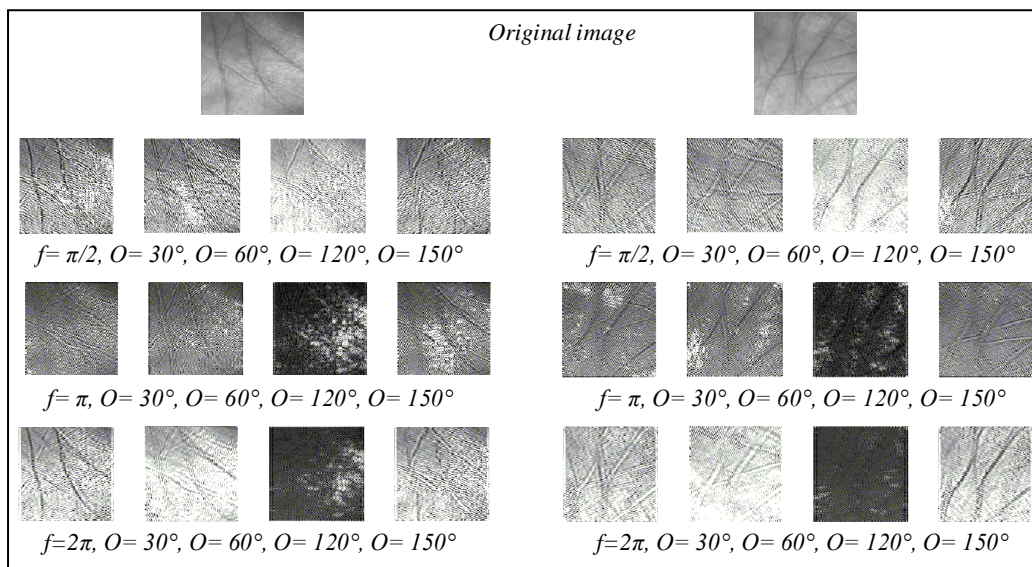 Original image
f= π/2, O= 30°, O= 60°, O= 120°, O= 150°
f= π/2, O= 30°, O= 60°, O= 120°, O= 150°
f= π, O= 30°, O= 60°, O= 120°, O= 150°
f= π, O= 30°, O= 60°, O= 120°, O= 150°
f=2π, O= 30°, O= 60°, O= 120°, O= 150°
f=2π, O= 30°, O= 60°, O= 120°, O= 150°